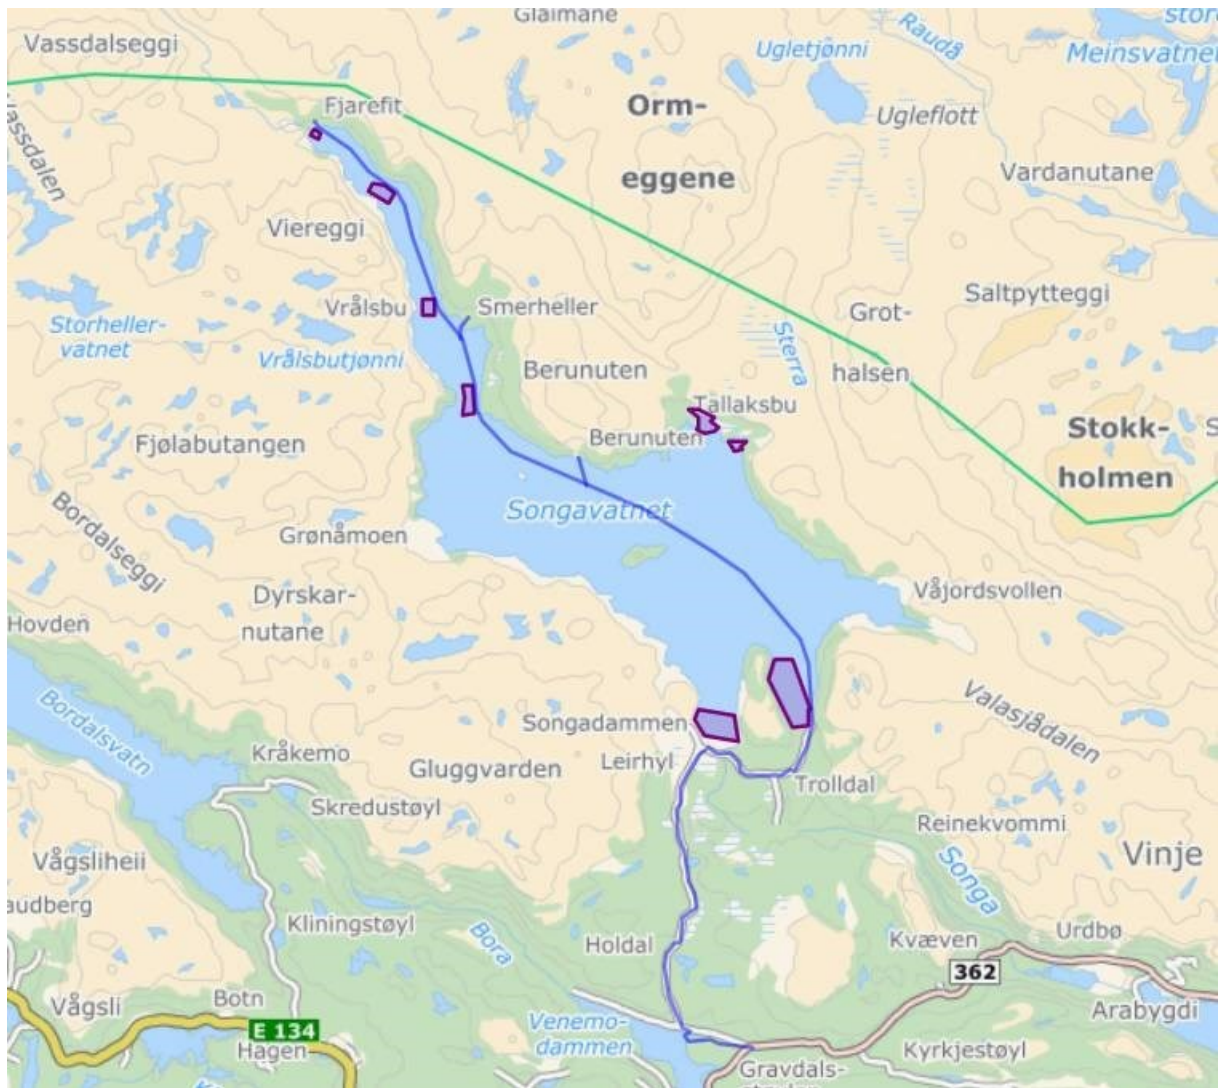 Glaimane
stor
Vassdalseggi
Ugletjønni
Raudå
Meinsvatne
Fjarefit
Orm-
Ugleflott
Vassdalen
eggene
Vardanutane
Viereggi
Saltpytteggi
Vrålsbu
Smerheller
Grot-
Storheller-
vatnet
Vrålsbutjønni
Sterra
Berunuten
halsen
Tallaksbu
Fjølabutangen
Berunuten
Stokk-
S
holmen
Songavatnet
Bordalseggi
Grønåmoen
Våjordsvollen
Dyrskar-
Hovden
nutane
Bordalsvatn
Songadammen
Valasjådalen
Kråkemo
Gluggvarden
Leirhyl
Skredustøyl
Trolldal
Reinekvommi
Vågsliheii
Vinje
Songa
audberg
Kliningstøyl
Bora
Holdal
Kvæven
Urdbø
362
Vågsli
Botn
Arabygdi
E 134
Venemo-
dammen
Hagen
Kyrkjestøyl
Gravdals-